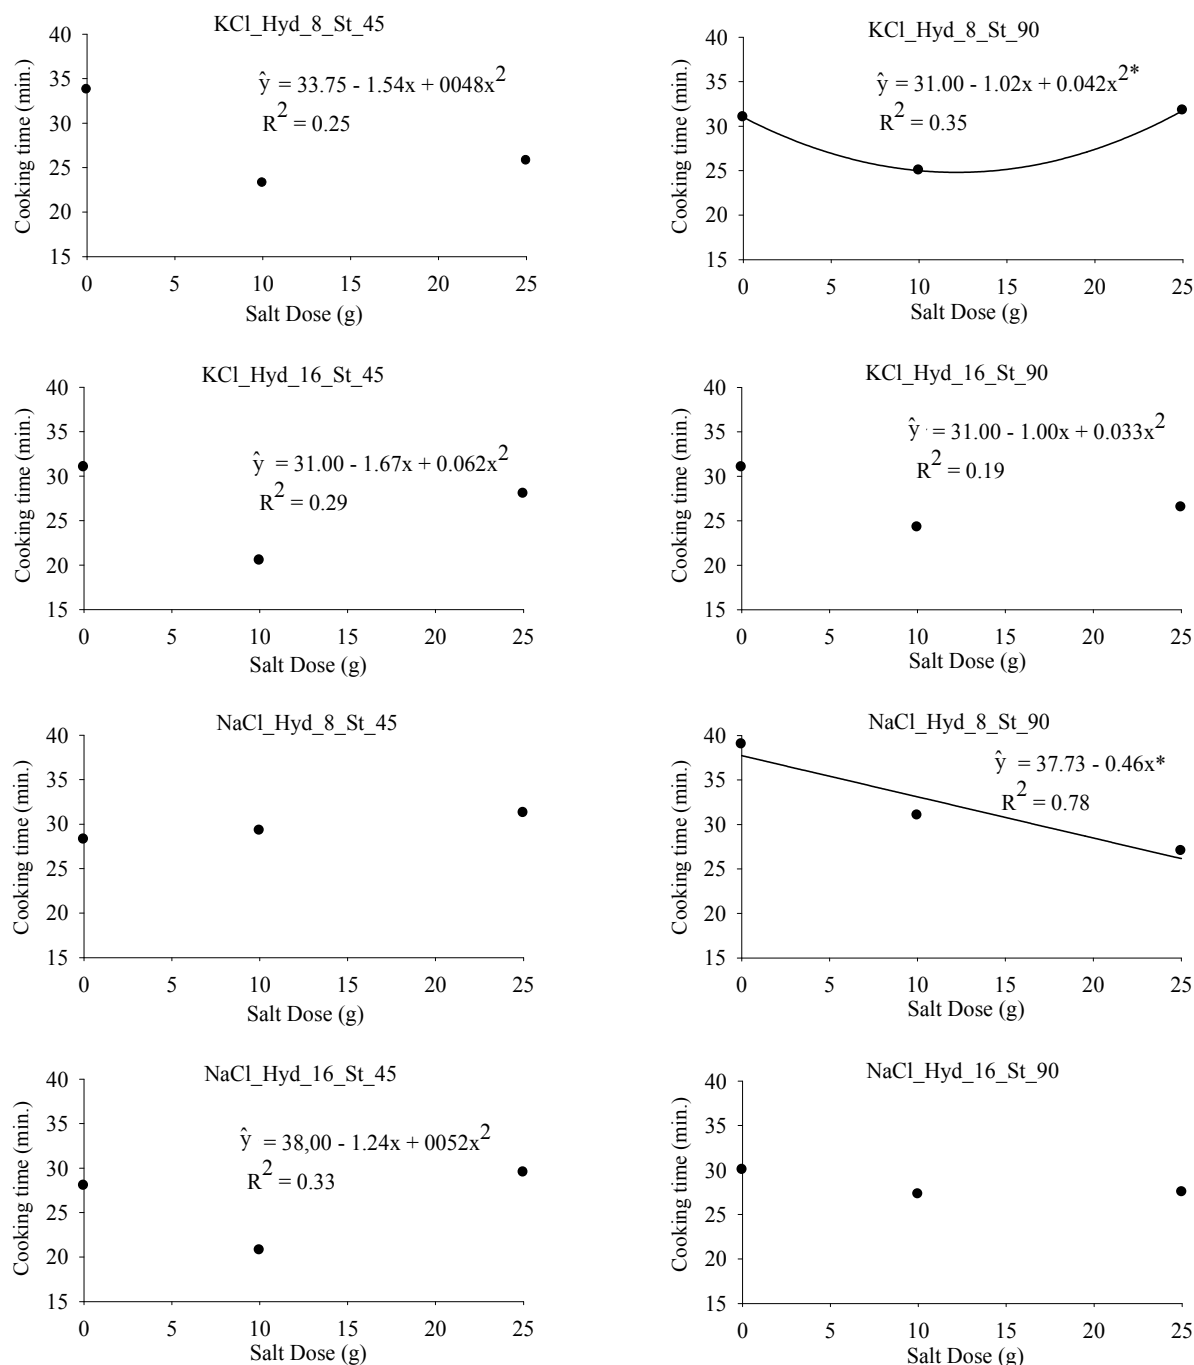 KCl_Hyd_8_St_45
ŷ = 33.75 - 1.54x + 0048x²
R² = 0.25
Cooking time (min.)
40
35
30
25
20
15
0 5 10 15 20 25
Salt Dose (g)
KCl_Hyd_8_St_90
ŷ = 31.00 - 1.02x + 0.042x²*
R² = 0.35
Cooking time (min.)
40
35
30
25
20
15
0 5 10 15 20 25
Salt Dose (g)
KCl_Hyd_16_St_45
ŷ = 31.00 - 1.67x + 0.062x²
R² = 0.29
Cooking time (min.)
40
35
30
25
20
15
0 5 10 15 20 25
Salt Dose (g)
KCl_Hyd_16_St_90
ŷ = 31.00 - 1.00x + 0.033x²
R² = 0.19
Cooking time (min.)
40
35
30
25
20
15
0 5 10 15 20 25
Salt Dose (g)
NaCl_Hyd_8_St_45
Cooking time (min.)
40
35
30
25
20
15
0 5 10 15 20 25
Salt Dose (g)
NaCl_Hyd_8_St_90
ŷ = 37.73 - 0.46x*
R² = 0.78
Cooking time (min.)
40
35
30
25
20
15
0 5 10 15 20 25
Salt Dose (g)
NaCl_Hyd_16_St_45
ŷ = 38,00 - 1.24x + 0052x²
R² = 0.33
Cooking time (min.)
40
35
30
25
20
15
0 5 10 15 20 25
Salt Dose (g)
NaCl_Hyd_16_St_90
Cooking time (min.)
40
35
30
25
20
15
0 5 10 15 20 25
Salt Dose (g)